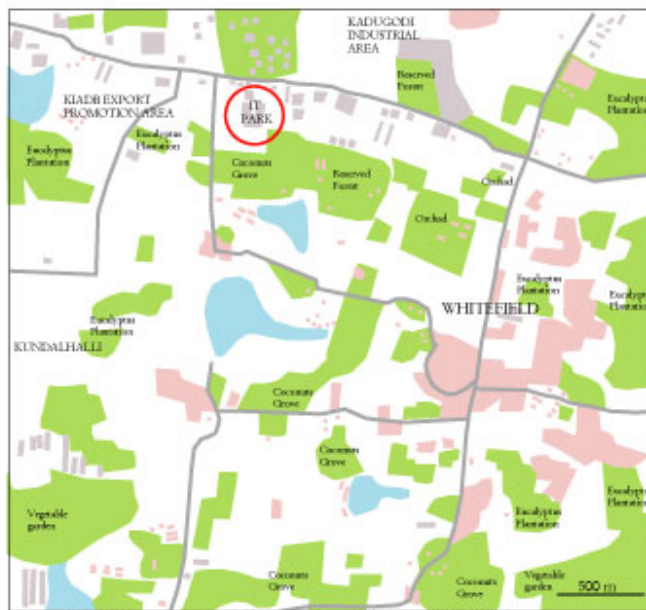 KADUGODI
INDUSTRIAL
AREA
Reserved
Forest
Eucalyptus
Plantation
KIADB EXPORT
PROMOTION AREA
IT
PARK
Eucalyptus
Plantation
Eucalyptus
Plantation
Coconuts
Grove
Reserved
Forest
Orchad
Orchad
Eucalyptus
Plantation
Eucalyptus
Plantation
WHITEFIELD
Eucalyptus
Plantation
KUNDALHALLI
Coconuts
Grove
Coconuts
Grove
Vegetable
garden
Eucalyptus
Plantation
Eucalyptus
Plantation
Coconuts
Grove
Coconuts
Grove
Vegetable
garden
500 m